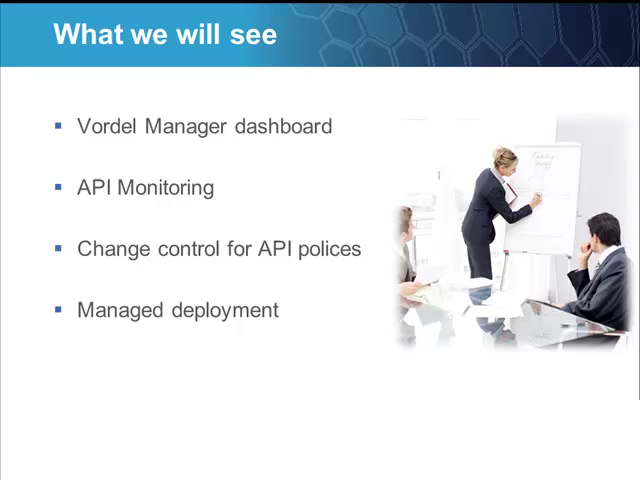 What we will see
Vordel Manager dashboard
API Monitoring
Change control for API polices
Managed deployment